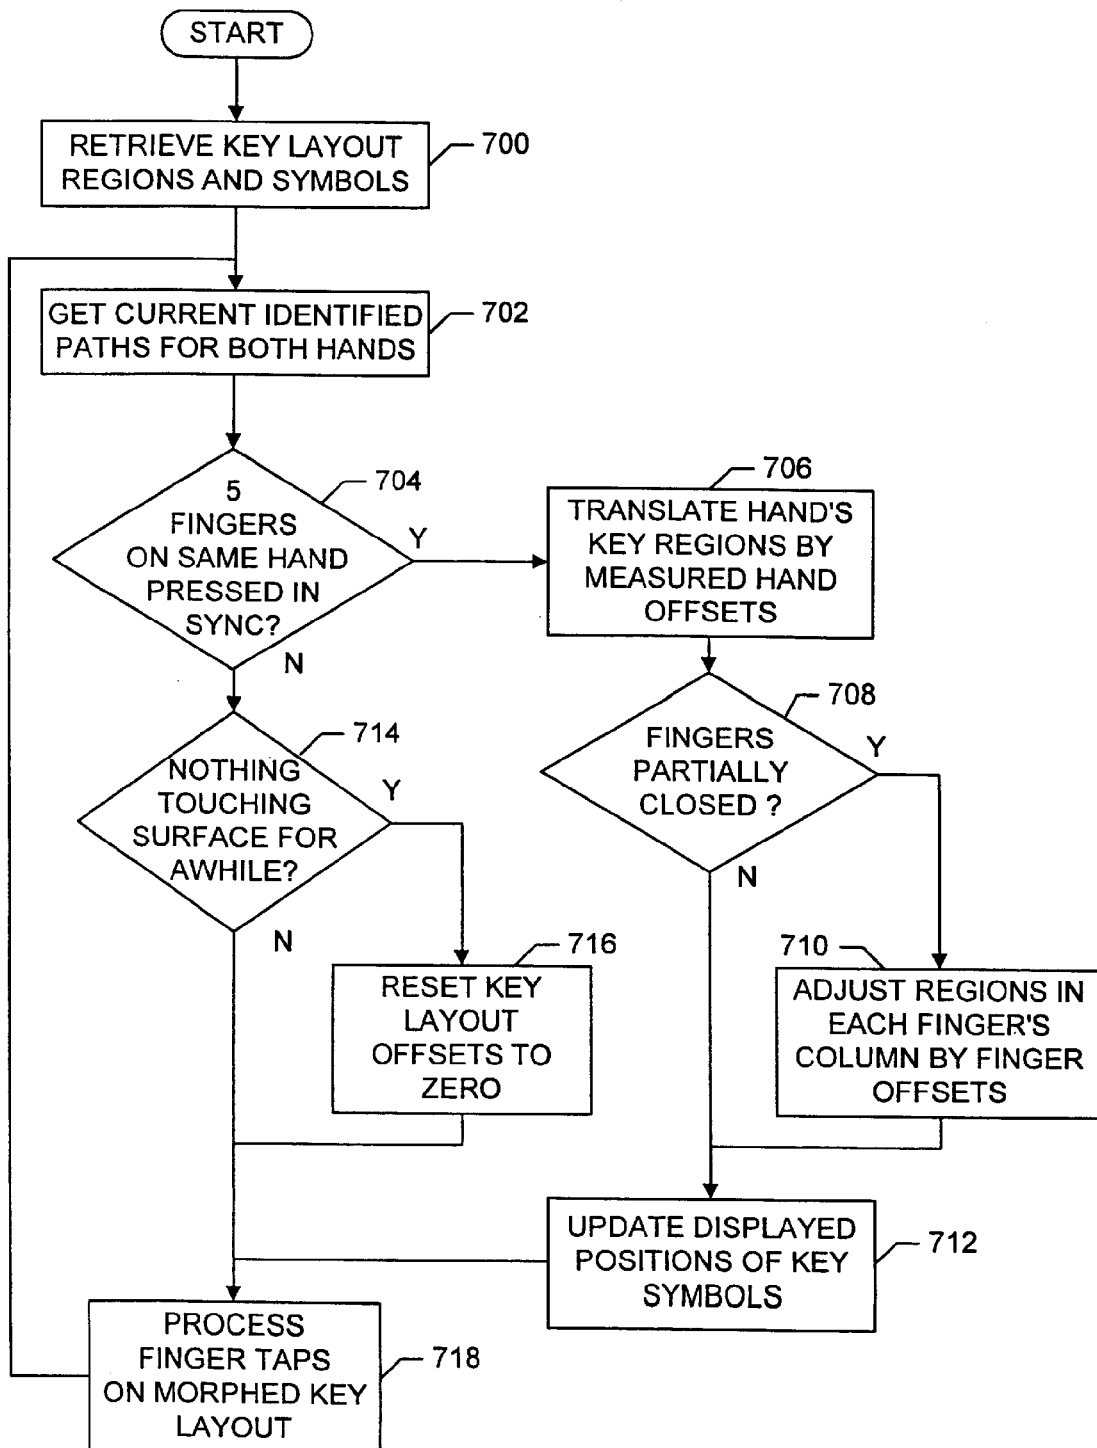 START
RETRIEVE KEY LAYOUT
REGIONS AND SYMBOLS
700
GET CURRENT IDENTIFIED
PATHS FOR BOTH HANDS
702
5
FINGERS
ON SAME HAND
PRESSED IN
SYNC?
704
Y
N
706
TRANSLATE HAND'S
KEY REGIONS BY
MEASURED HAND
OFFSETS
708
FINGERS
PARTIALLY
CLOSED ?
Y
N
714
NOTHING
TOUCHING
SURFACE FOR
AWHILE?
Y
N
716
RESET KEY
LAYOUT
OFFSETS TO
ZERO
710
ADJUST REGIONS IN
EACH FINGER'S
COLUMN BY FINGER
OFFSETS
UPDATE DISPLAYED
POSITIONS OF KEY
SYMBOLS
712
PROCESS
FINGER TAPS
ON MORPHED KEY
LAYOUT
718